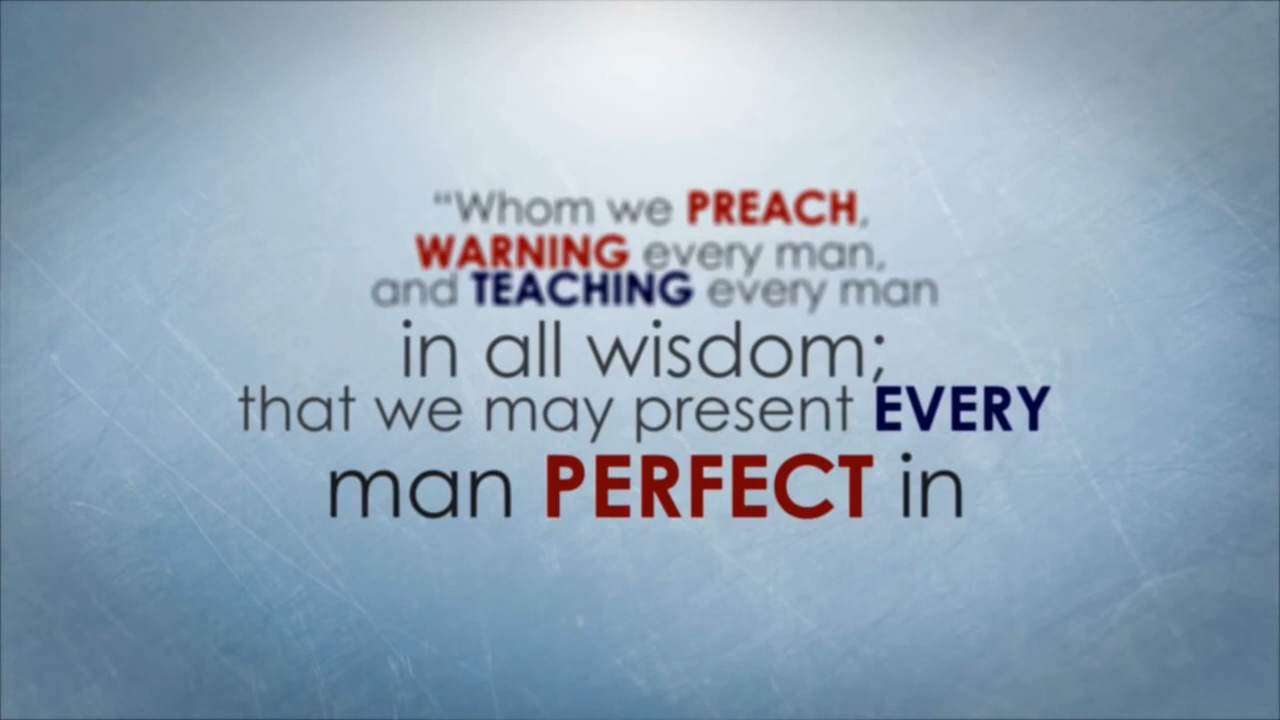 “Whom we PREACH,
WARNING every man,
and TEACHING every man
in all wisdom;
that we may present EVERY
man PERFECT in